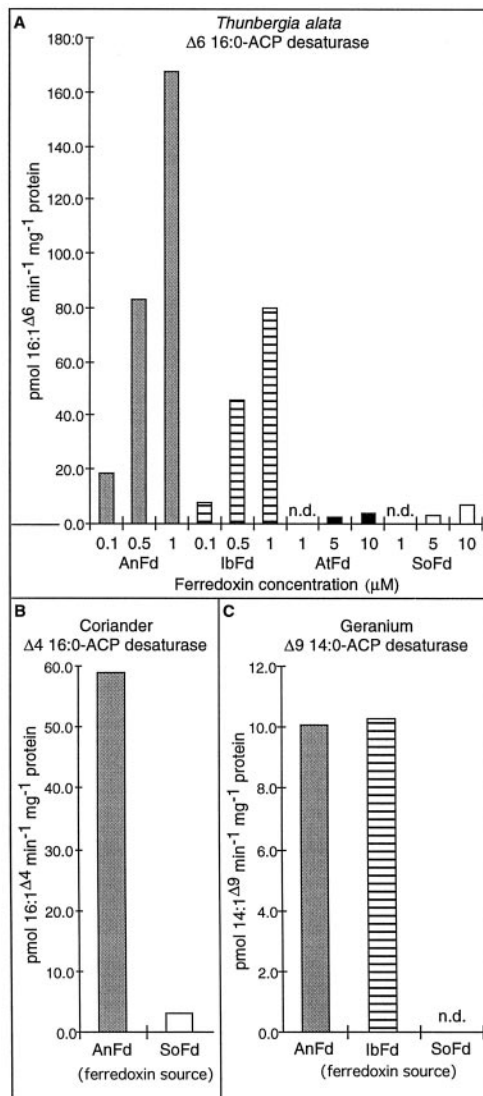 A
Thunbergia alata
Δ6 16:0-ACP desaturase
180.0
160.0
140.0
120.0
100.0
80.0
60.0
40.0
20.0
0.0
pmol 16:1Δ6 min-1 mg-1 protein
n.d. n.d.
0.1 0.5 1 0.1 0.5 1 1 5 10 1 5 10
AnFd IbFd AtFd SoFd
Ferredoxin concentration (μM)
B
Coriander
Δ4 16:0-ACP desaturase
60.0
50.0
40.0
30.0
20.0
10.0
0.0
pmol 16:1Δ4 min-1 mg-1 protein
AnFd SoFd
(ferredoxin source)
C
Geranium
Δ9 14:0-ACP desaturase
12.0
10.0
8.0
6.0
4.0
2.0
0.0
pmol 14:1Δ9 min-1 mg-1 protein
n.d.
AnFd IbFd SoFd
(ferredoxin source)